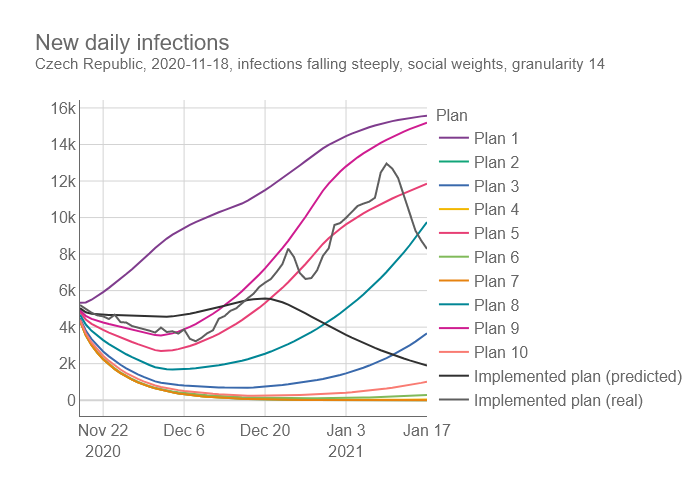 New daily infections
Czech Republic, 2020-11-18, infections falling steeply, social weights, granularity 14
16k
14k
12k
10k
8k
6k
4k
2k
0
Nov 22
2020
Dec 6
Dec 20
Jan 3
2021
Jan 17
Plan
Plan 1
Plan 2
Plan 3
Plan 4
Plan 5
Plan 6
Plan 7
Plan 8
Plan 9
Plan 10
Implemented plan (predicted)
Implemented plan (real)